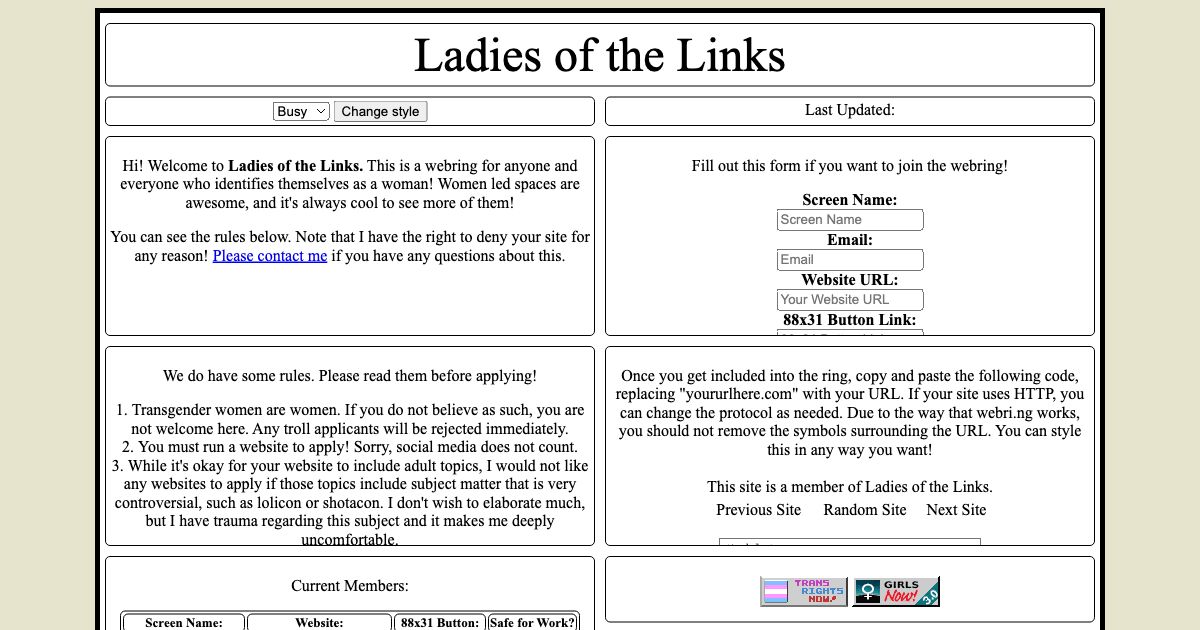 Ladies of the Links
Busy
Change style
Last Updated:
Hi! Welcome to Ladies of the Links. This is a webring for anyone and
everyone who identifies themselves as a woman! Women led spaces are
awesome, and it's always cool to see more of them!
You can see the rules below. Note that I have the right to deny your site for
any reason! Please contact me if you have any questions about this.
Fill out this form if you want to join the webring!
Screen Name:
Screen Name
Email:
Email
Website URL:
Your Website URL
88x31 Button Link:
We do have some rules. Please read them before applying!
1. Transgender women are women. If you do not believe as such, you are
not welcome here. Any troll applicants will be rejected immediately.
2. You must run a website to apply! Sorry, social media does not count.
3. While it's okay for your website to include adult topics, I would not like
any websites to apply if those topics include subject matter that is very
controversial, such as lolicon or shotacon. I don't wish to elaborate much,
but I have trauma regarding this subject and it makes me deeply
uncomfortable.
Once you get included into the ring, copy and paste the following code,
replacing "yoururlhere.com" with your URL. If your site uses HTTP, you
can change the protocol as needed. Due to the way that webri.ng works,
you should not remove the symbols surrounding the URL. You can style
this in any way you want!
This site is a member of Ladies of the Links.
Previous Site Random Site Next Site
Current Members:
Screen Name: Website: 88x31 Button: Safe for Work?
TRANS
RIGHTS
NOW!
GIRLS
Now!
3.0